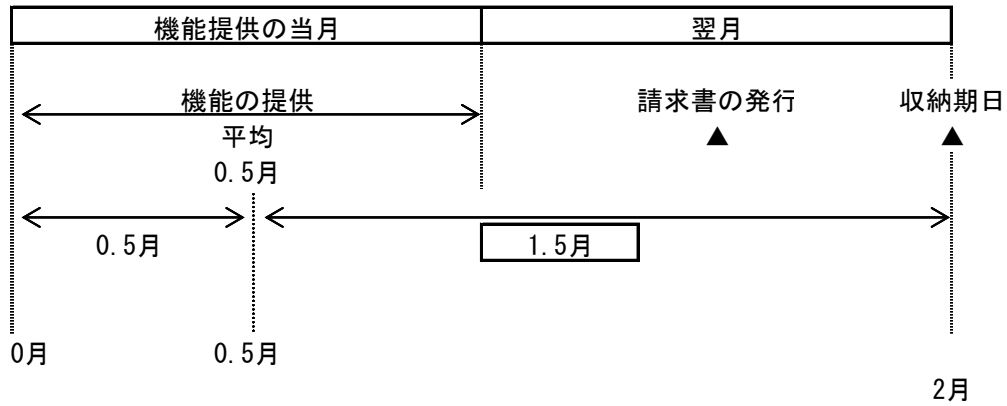 機能提供の当月 翌月
機能の提供 請求書の発行 収納期日
平均 ▲ ▲
0.5月
0.5月 1.5月
0月 0.5月
2月